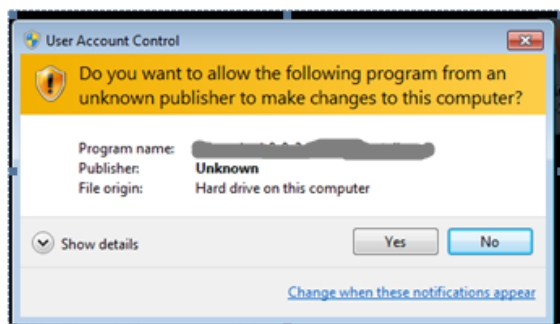 User Account Control
Do you want to allow the following program from an
unknown publisher to make changes to this computer?
Program name:
Publisher: Unknown
File origin: Hard drive on this computer
Show details Yes No
Change when these notifications appear